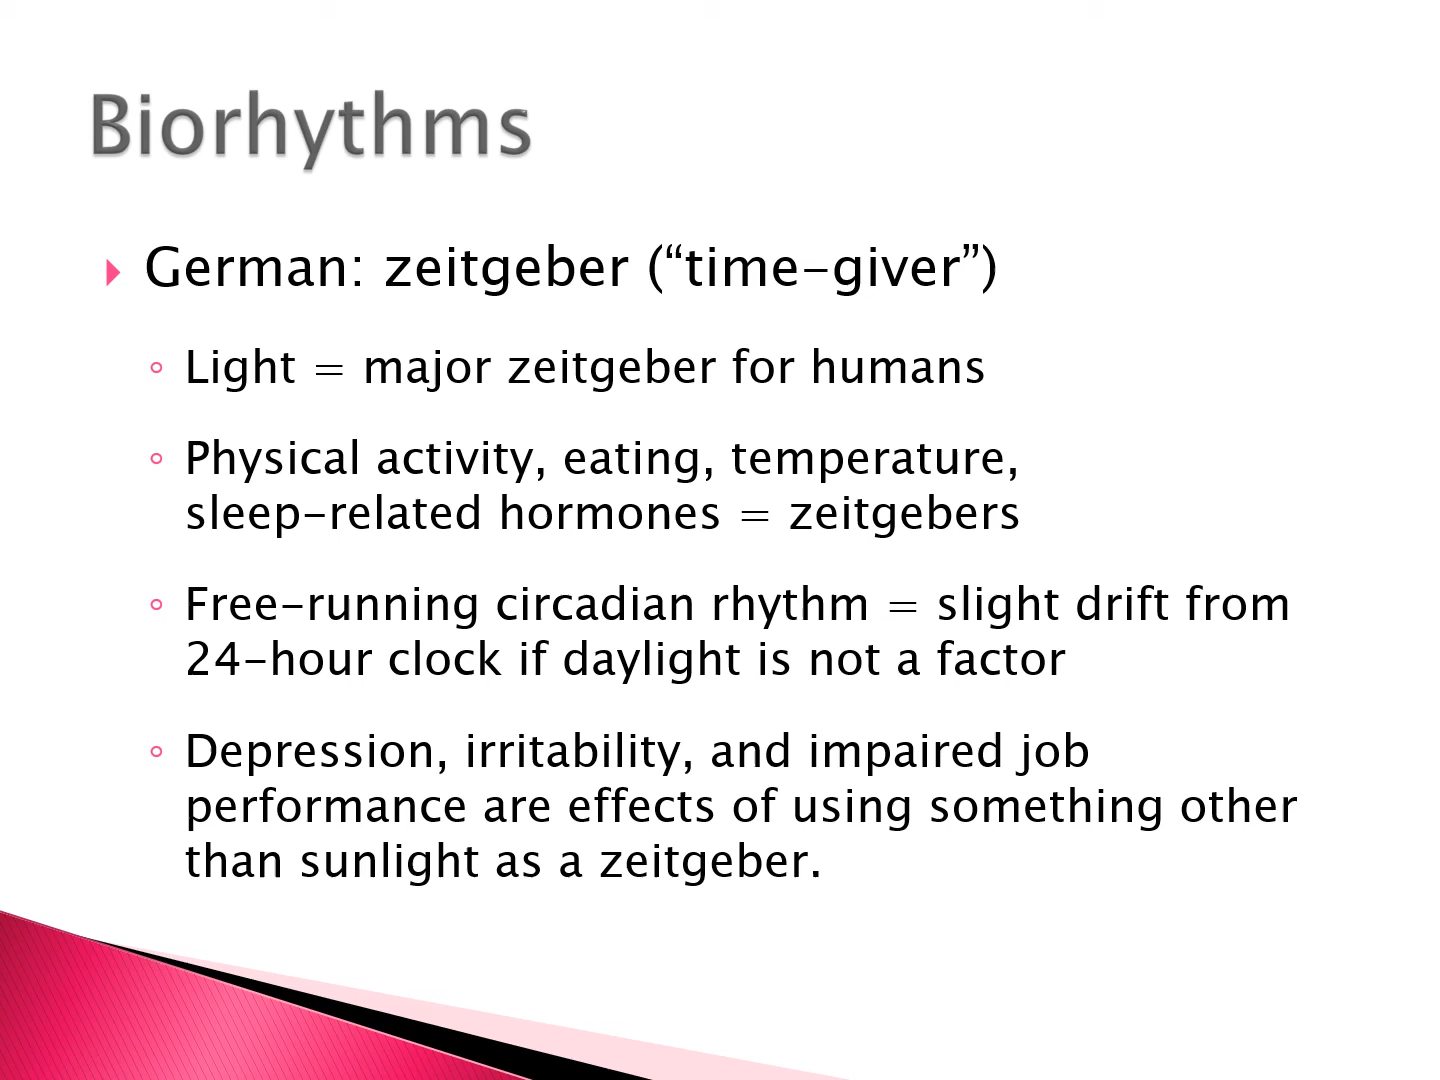 Biorhythms
German: zeitgeber (“time-giver”)
Light = major zeitgeber for humans
Physical activity, eating, temperature,
sleep-related hormones = zeitgebers
Free-running circadian rhythm = slight drift from
24-hour clock if daylight is not a factor
Depression, irritability, and impaired job
performance are effects of using something other
than sunlight as a zeitgeber.